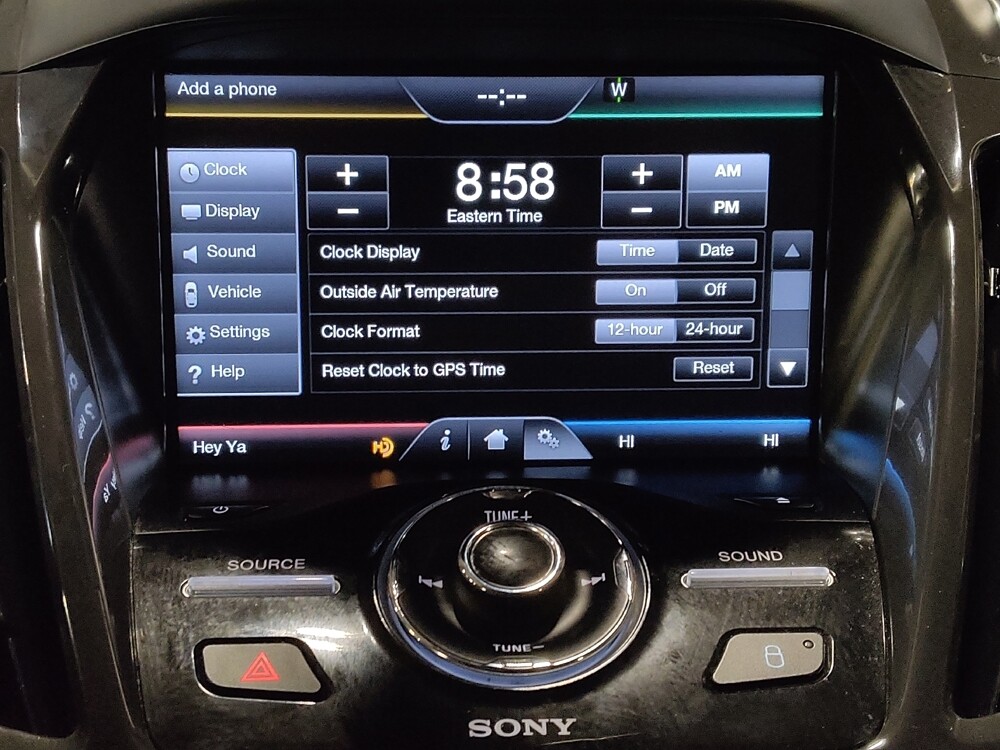 Add a phone
--:--
W
Clock
+
8:58
+
AM
Display
−
Eastern Time
−
PM
Sound
Clock Display
Time
Date
Vehicle
Outside Air Temperature
On
Off
Settings
Clock Format
12-hour
24-hour
? Help
Reset Clock to GPS Time
Reset
Hey Ya
HD
i
HI
HI
TUNE+
SOURCE
SOUND
TUNE−
SONY